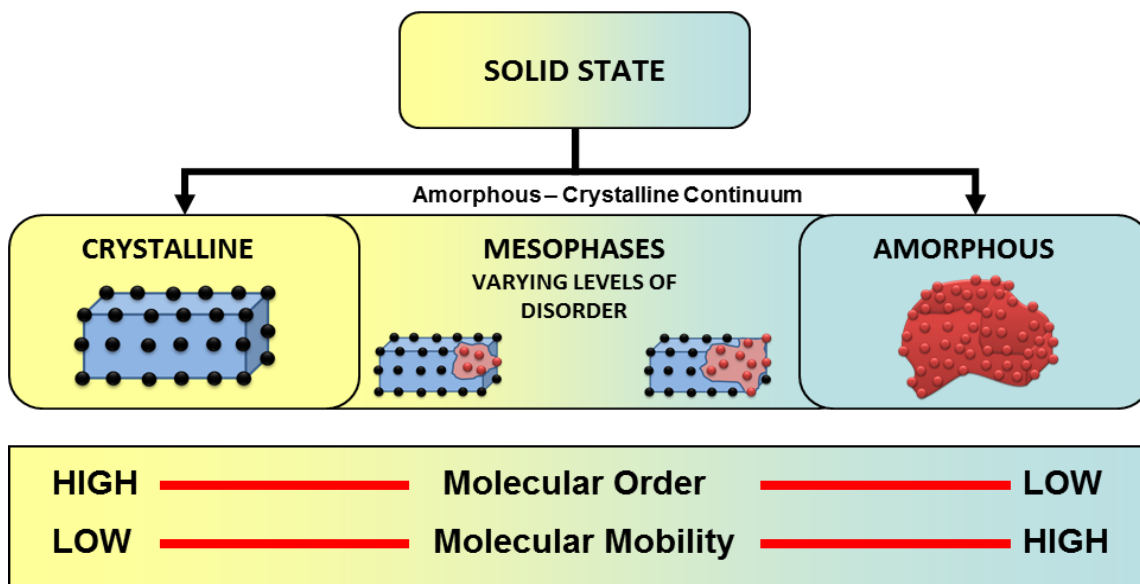 SOLID STATE
Amorphous – Crystalline Continuum
CRYSTALLINE
MESOPHASES
VARYING LEVELS OF
DISORDER
AMORPHOUS
HIGH Molecular Order LOW
LOW Molecular Mobility HIGH